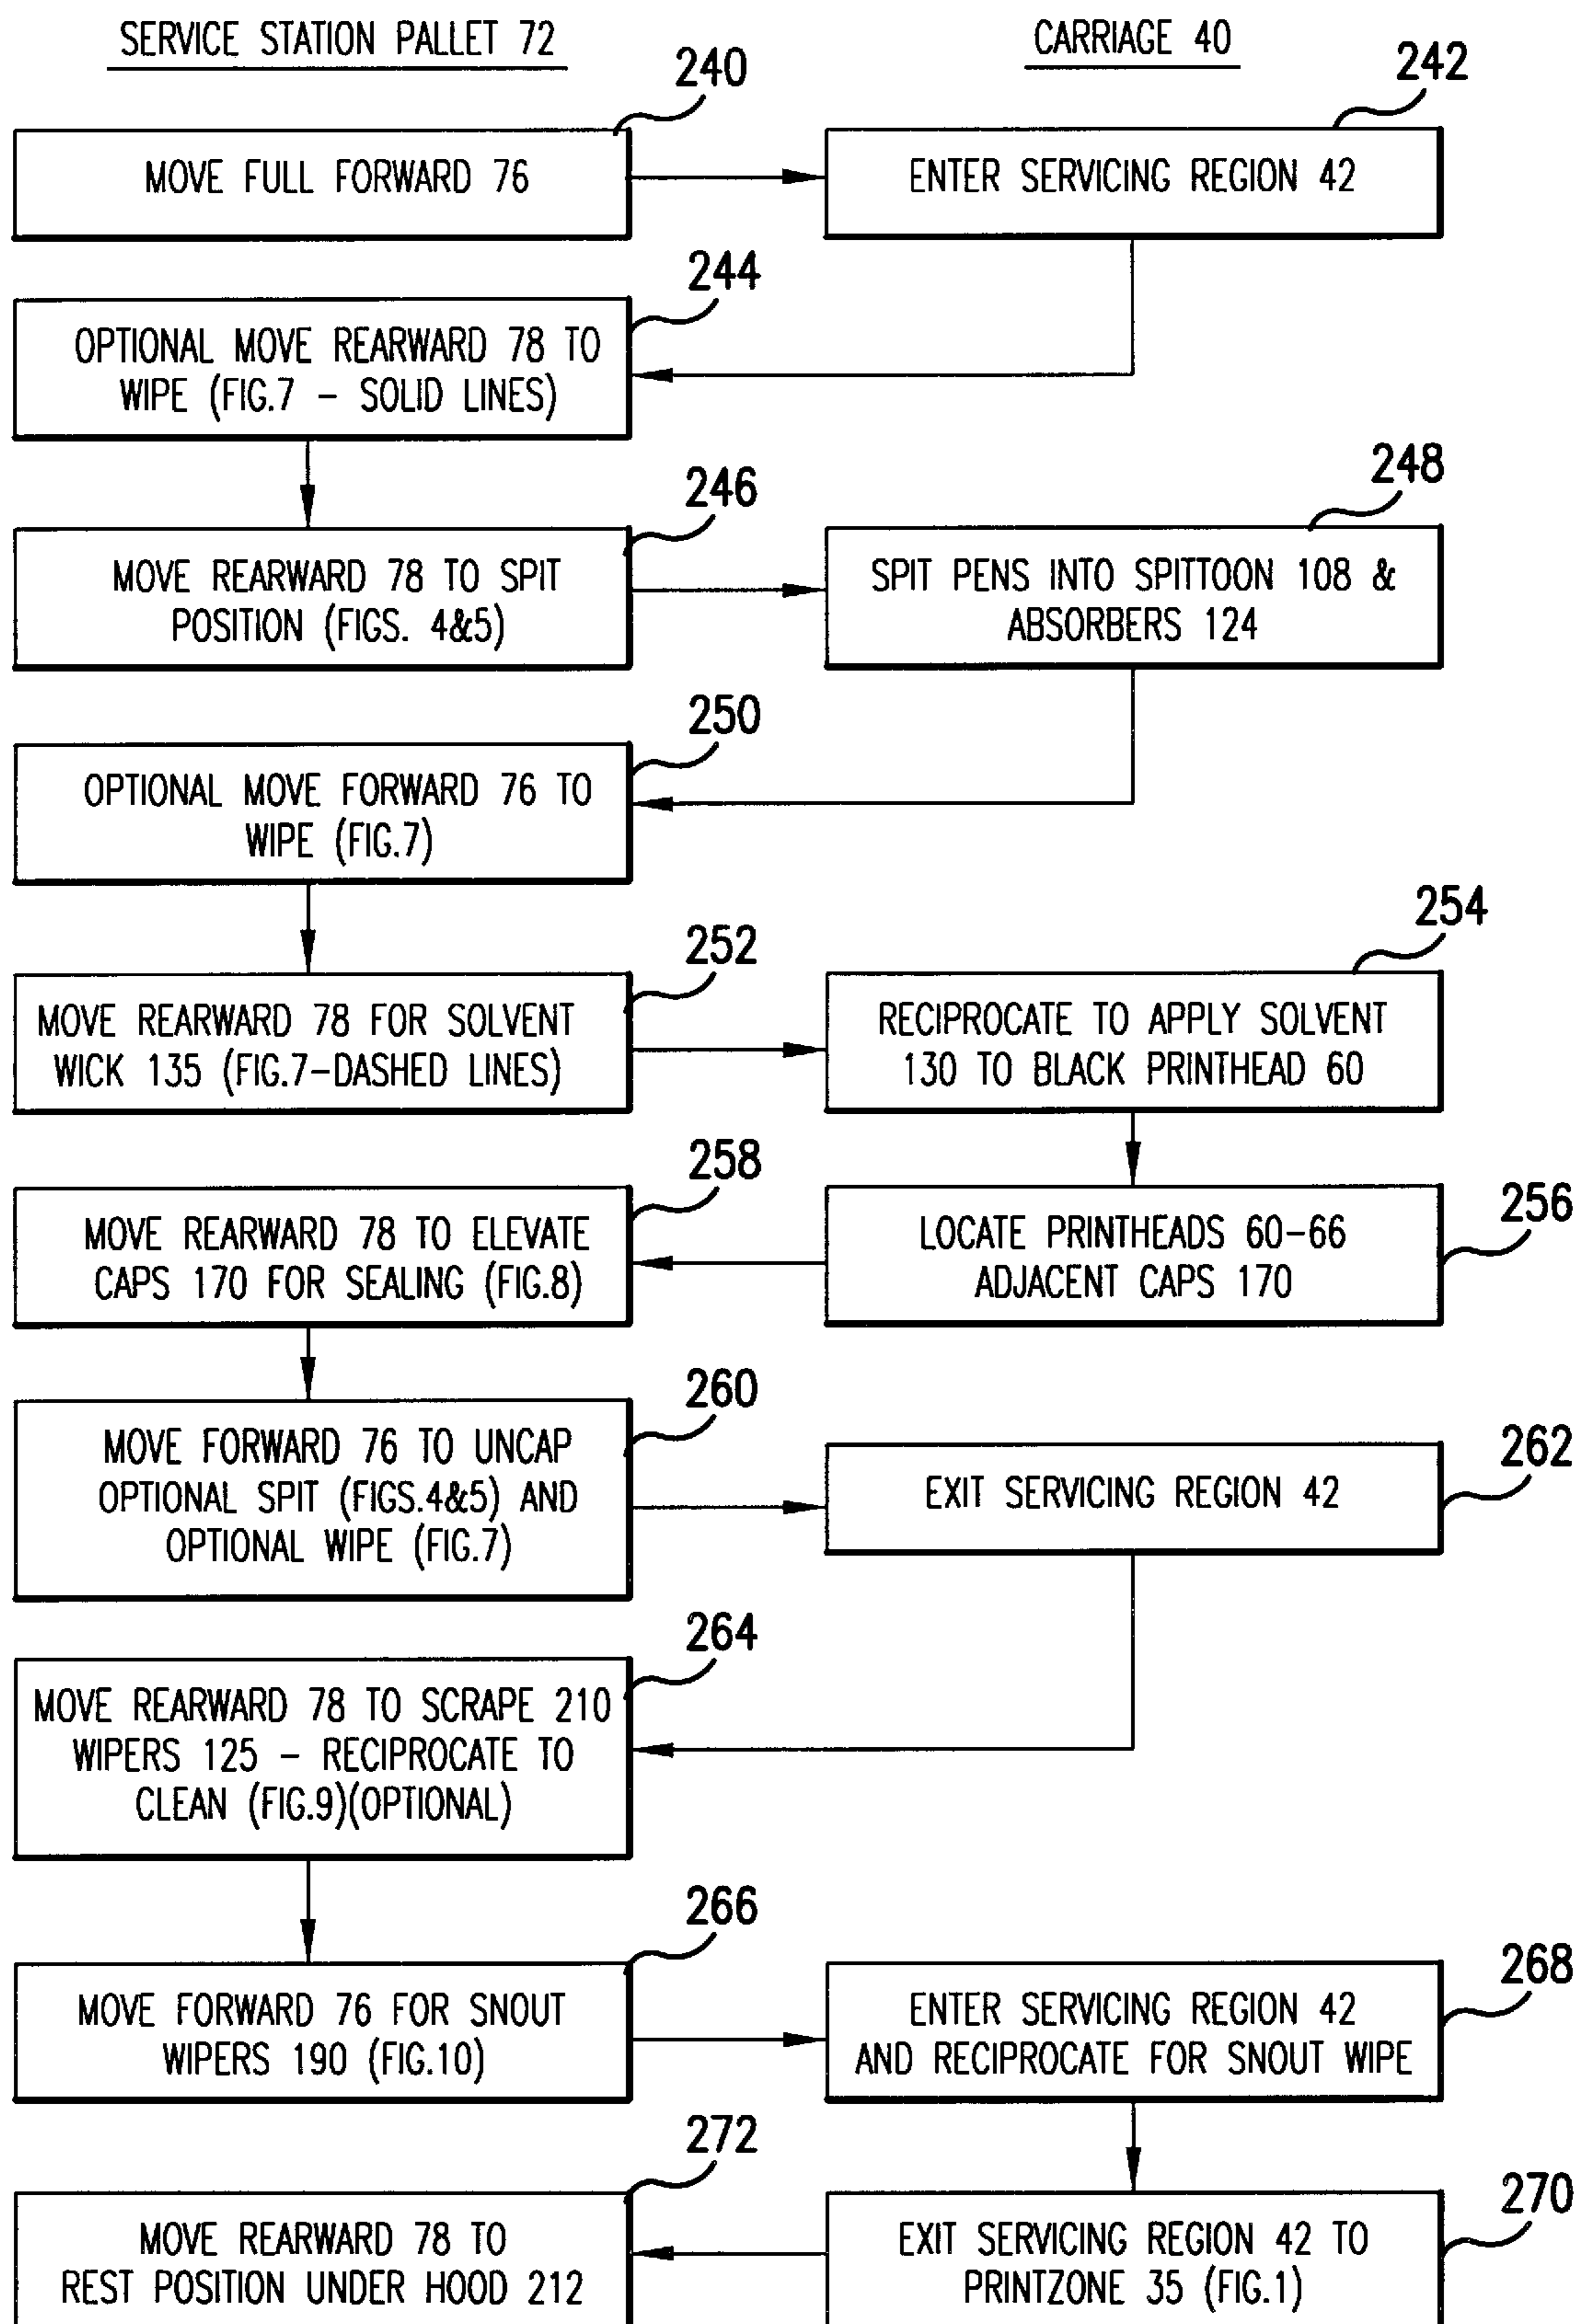 SERVICE STATION PALLET 72
CARRIAGE 40
240
MOVE FULL FORWARD 76
242
ENTER SERVICING REGION 42
244
OPTIONAL MOVE REARWARD 78 TO
WIPE (FIG.7 – SOLID LINES)
246
MOVE REARWARD 78 TO SPIT
POSITION (FIGS. 4&5)
248
SPIT PENS INTO SPITTOON 108 &
ABSORBERS 124
250
OPTIONAL MOVE FORWARD 76 TO
WIPE (FIG.7)
252
MOVE REARWARD 78 FOR SOLVENT
WICK 135 (FIG.7–DASHED LINES)
254
RECIPROCATE TO APPLY SOLVENT
130 TO BLACK PRINTHEAD 60
256
LOCATE PRINTHEADS 60–66
ADJACENT CAPS 170
258
MOVE REARWARD 78 TO ELEVATE
CAPS 170 FOR SEALING (FIG.8)
260
MOVE FORWARD 76 TO UNCAP
OPTIONAL SPIT (FIGS.4&5) AND
OPTIONAL WIPE (FIG.7)
262
EXIT SERVICING REGION 42
264
MOVE REARWARD 78 TO SCRAPE 210
WIPERS 125 – RECIPROCATE TO
CLEAN (FIG.9)(OPTIONAL)
266
MOVE FORWARD 76 FOR SNOUT
WIPERS 190 (FIG.10)
268
ENTER SERVICING REGION 42
AND RECIPROCATE FOR SNOUT WIPE
270
EXIT SERVICING REGION 42 TO
PRINTZONE 35 (FIG.1)
272
MOVE REARWARD 78 TO
REST POSITION UNDER HOOD 212